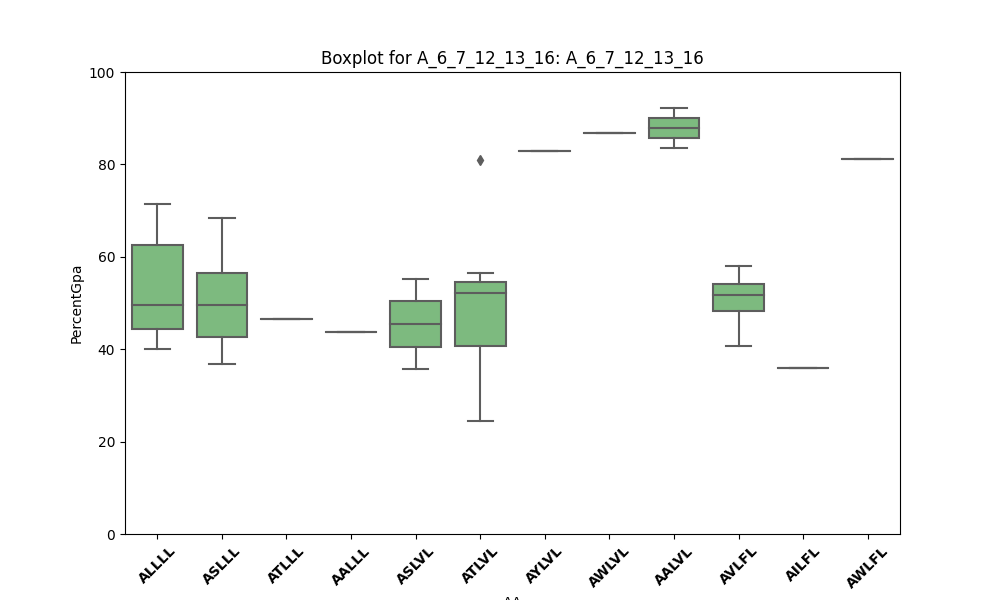 Boxplot for A_6_7_12_13_16: A_6_7_12_13_16
PercentGpa
100
80
60
40
20
0
ALLLL
ASLLL
ATLLL
AALLL
ASLVL
ATLVL
AYLVL
AWLVL
AALVL
AVLFL
AILFL
AWLFL